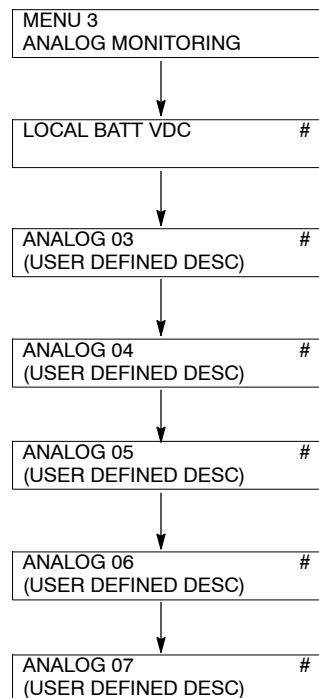 MENU 3
ANALOG MONITORING
LOCAL BATT VDC #
ANALOG 03 #
(USER DEFINED DESC)
ANALOG 04 #
(USER DEFINED DESC)
ANALOG 05 #
(USER DEFINED DESC)
ANALOG 06 #
(USER DEFINED DESC)
ANALOG 07 #
(USER DEFINED DESC)